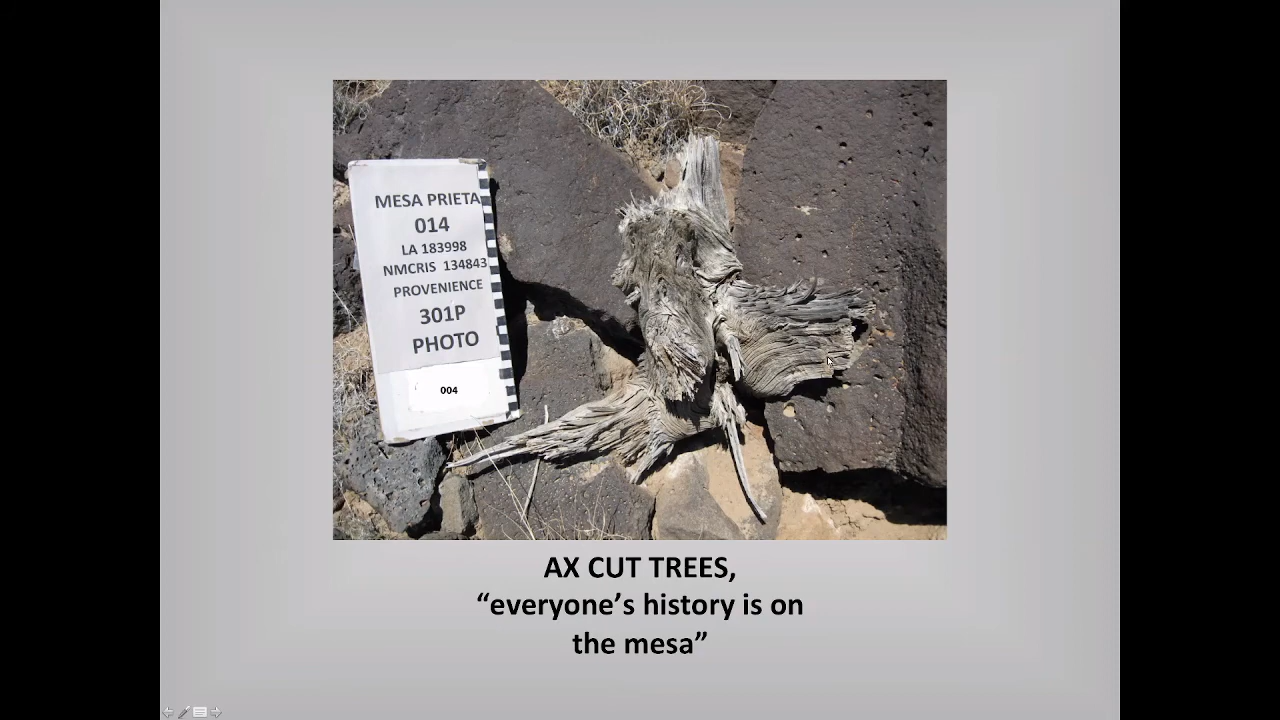 MESA PRIETA
014
LA 183998
NMCRIS 134843
PROVENIENCE
301P
PHOTO
004
AX CUT TREES,
“everyone’s history is on
the mesa”